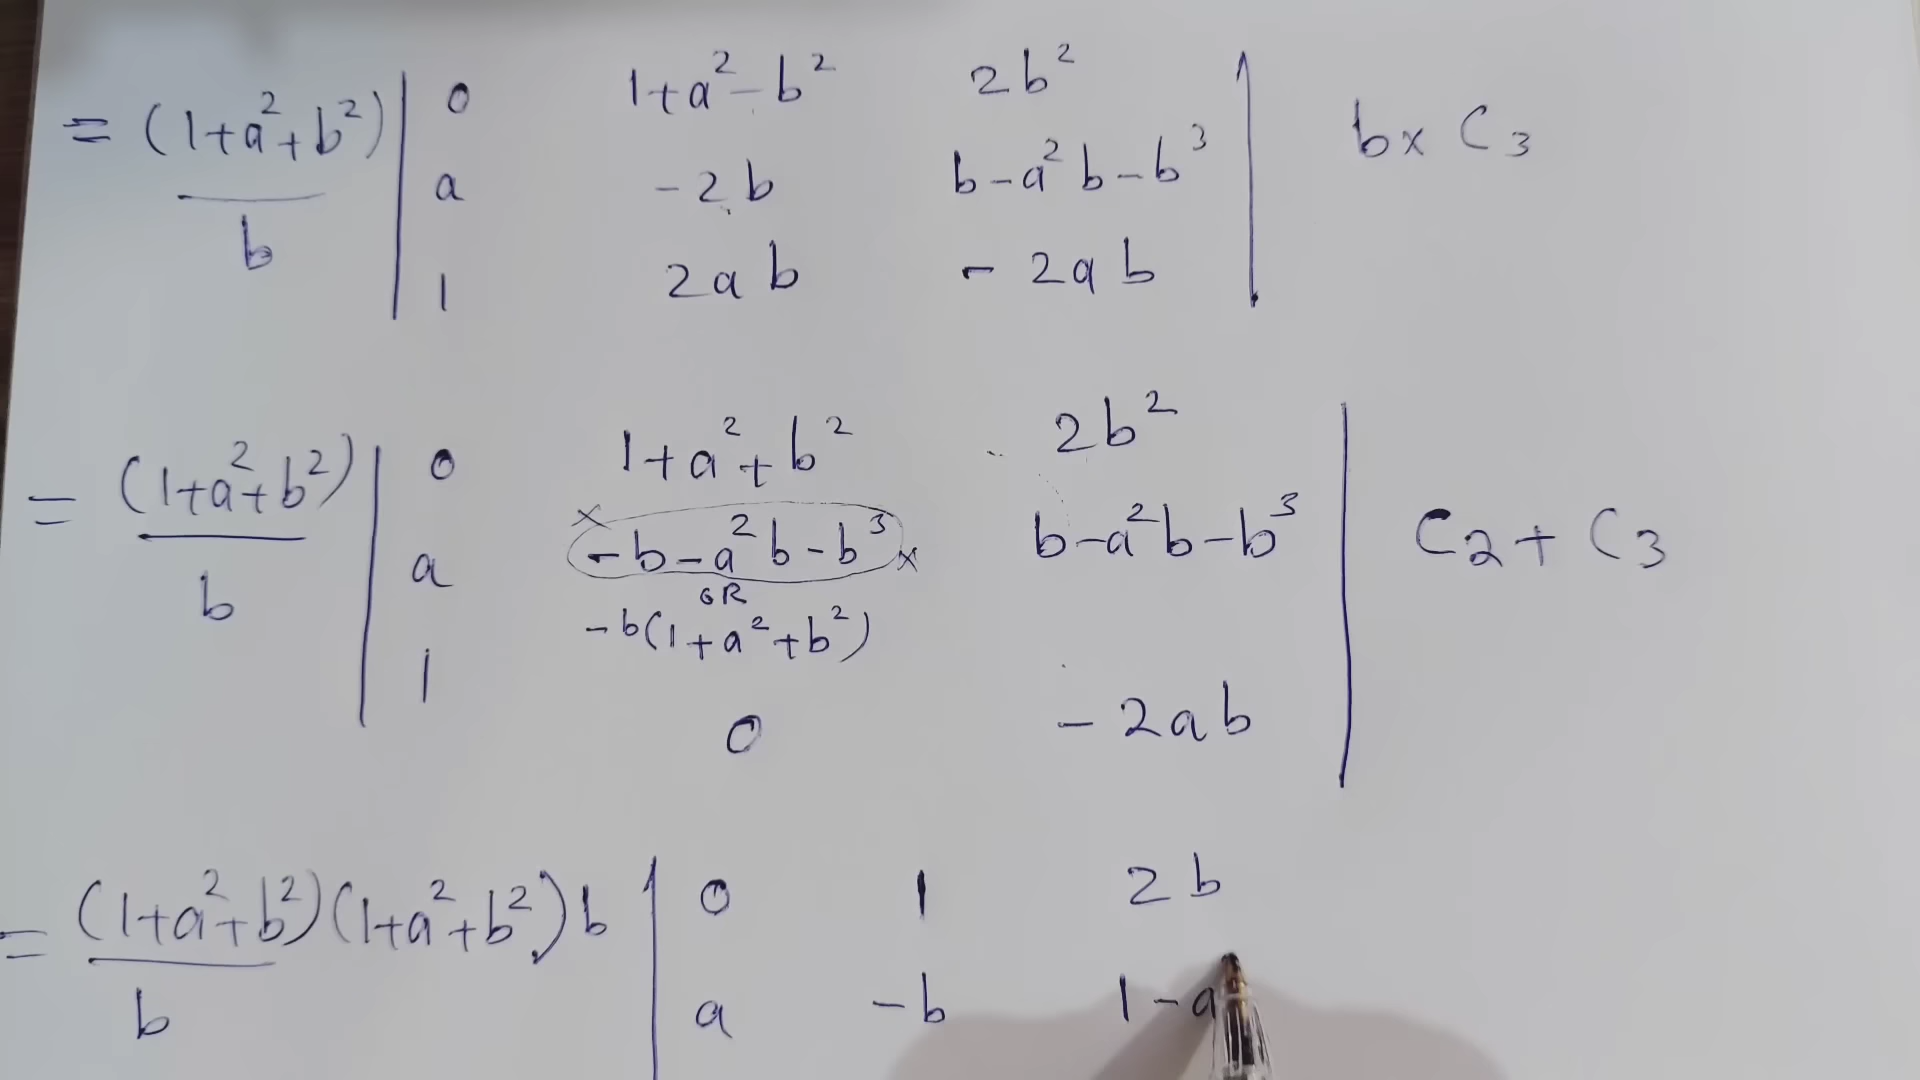 = (1+a²+b²) | 0 1+a²-b² 2b² | b x C₃
b | a -2b b-a²b-b³ |
| 1 2ab - 2ab |
= (1+a²+b²) | 0 1+a²+b² 2b² |
b | a -b-a²b-b³ b-a²b-b³ | C₂ + C₃
OR
-b(1+a²+b²)
| 1 0 - 2ab |
= (1+a²+b²)(1+a²+b²)b | 0 1 2b
b | a -b 1-a